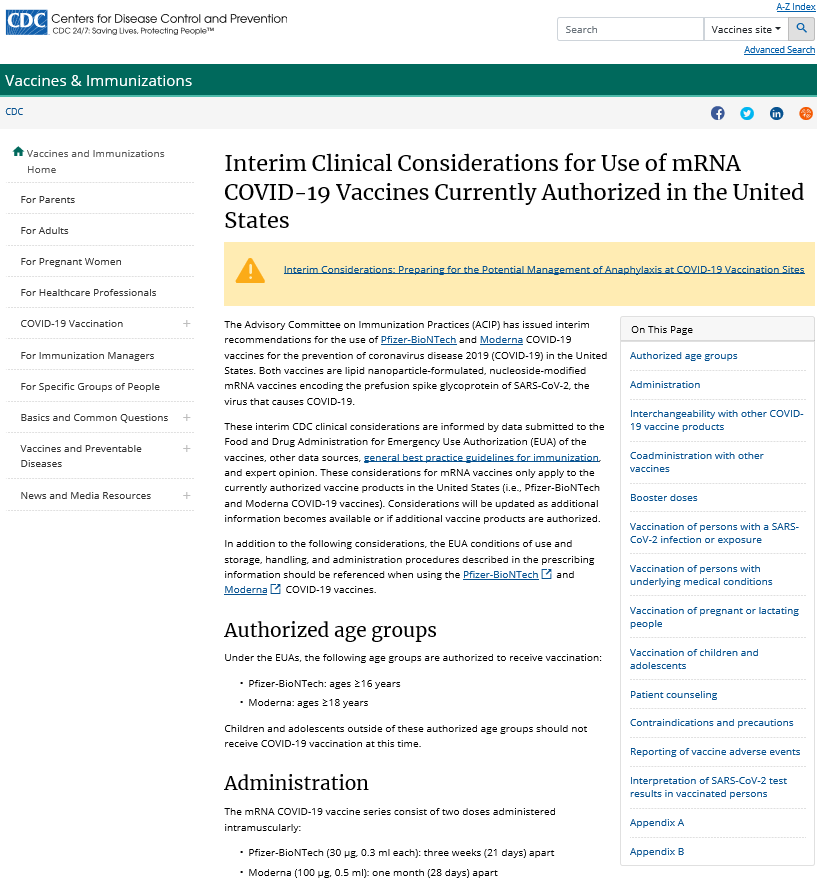 CDC
Centers for Disease Control and Prevention
CDC 24/7: Saving Lives, Protecting People™
A-Z Index
Search
Vaccines site
Advanced Search
Vaccines & Immunizations
CDC
Vaccines and Immunizations
Home
For Parents
For Adults
For Pregnant Women
For Healthcare Professionals
COVID-19 Vaccination
For Immunization Managers
For Specific Groups of People
Basics and Common Questions
Vaccines and Preventable
Diseases
News and Media Resources
Interim Clinical Considerations for Use of mRNA
COVID-19 Vaccines Currently Authorized in the United
States
Interim Considerations: Preparing for the Potential Management of Anaphylaxis at COVID-19 Vaccination Sites
The Advisory Committee on Immunization Practices (ACIP) has issued interim
recommendations for the use of Pfizer-BioNTech and Moderna COVID-19
vaccines for the prevention of coronavirus disease 2019 (COVID-19) in the United
States. Both vaccines are lipid nanoparticle-formulated, nucleoside-modified
mRNA vaccines encoding the prefusion spike glycoprotein of SARS-CoV-2, the
virus that causes COVID-19.
These interim CDC clinical considerations are informed by data submitted to the
Food and Drug Administration for Emergency Use Authorization (EUA) of the
vaccines, other data sources, general best practice guidelines for immunization,
and expert opinion. These considerations for mRNA vaccines only apply to the
currently authorized vaccine products in the United States (i.e., Pfizer-BioNTech
and Moderna COVID-19 vaccines). Considerations will be updated as additional
information becomes available or if additional vaccine products are authorized.
In addition to the following considerations, the EUA conditions of use and
storage, handling, and administration procedures described in the prescribing
information should be referenced when using the Pfizer-BioNTech and
Moderna COVID-19 vaccines.
Authorized age groups
Under the EUAs, the following age groups are authorized to receive vaccination:
• Pfizer-BioNTech: ages ≥16 years
• Moderna: ages ≥18 years
Children and adolescents outside of these authorized age groups should not
receive COVID-19 vaccination at this time.
Administration
The mRNA COVID-19 vaccine series consist of two doses administered
intramuscularly:
• Pfizer-BioNTech (30 µg, 0.3 ml each): three weeks (21 days) apart
• Moderna (100 µg, 0.5 ml): one month (28 days) apart
On This Page
Authorized age groups
Administration
Interchangeability with other COVID-
19 vaccine products
Coadministration with other
vaccines
Booster doses
Vaccination of persons with a SARS-
CoV-2 infection or exposure
Vaccination of persons with
underlying medical conditions
Vaccination of pregnant or lactating
people
Vaccination of children and
adolescents
Patient counseling
Contraindications and precautions
Reporting of vaccine adverse events
Interpretation of SARS-CoV-2 test
results in vaccinated persons
Appendix A
Appendix B